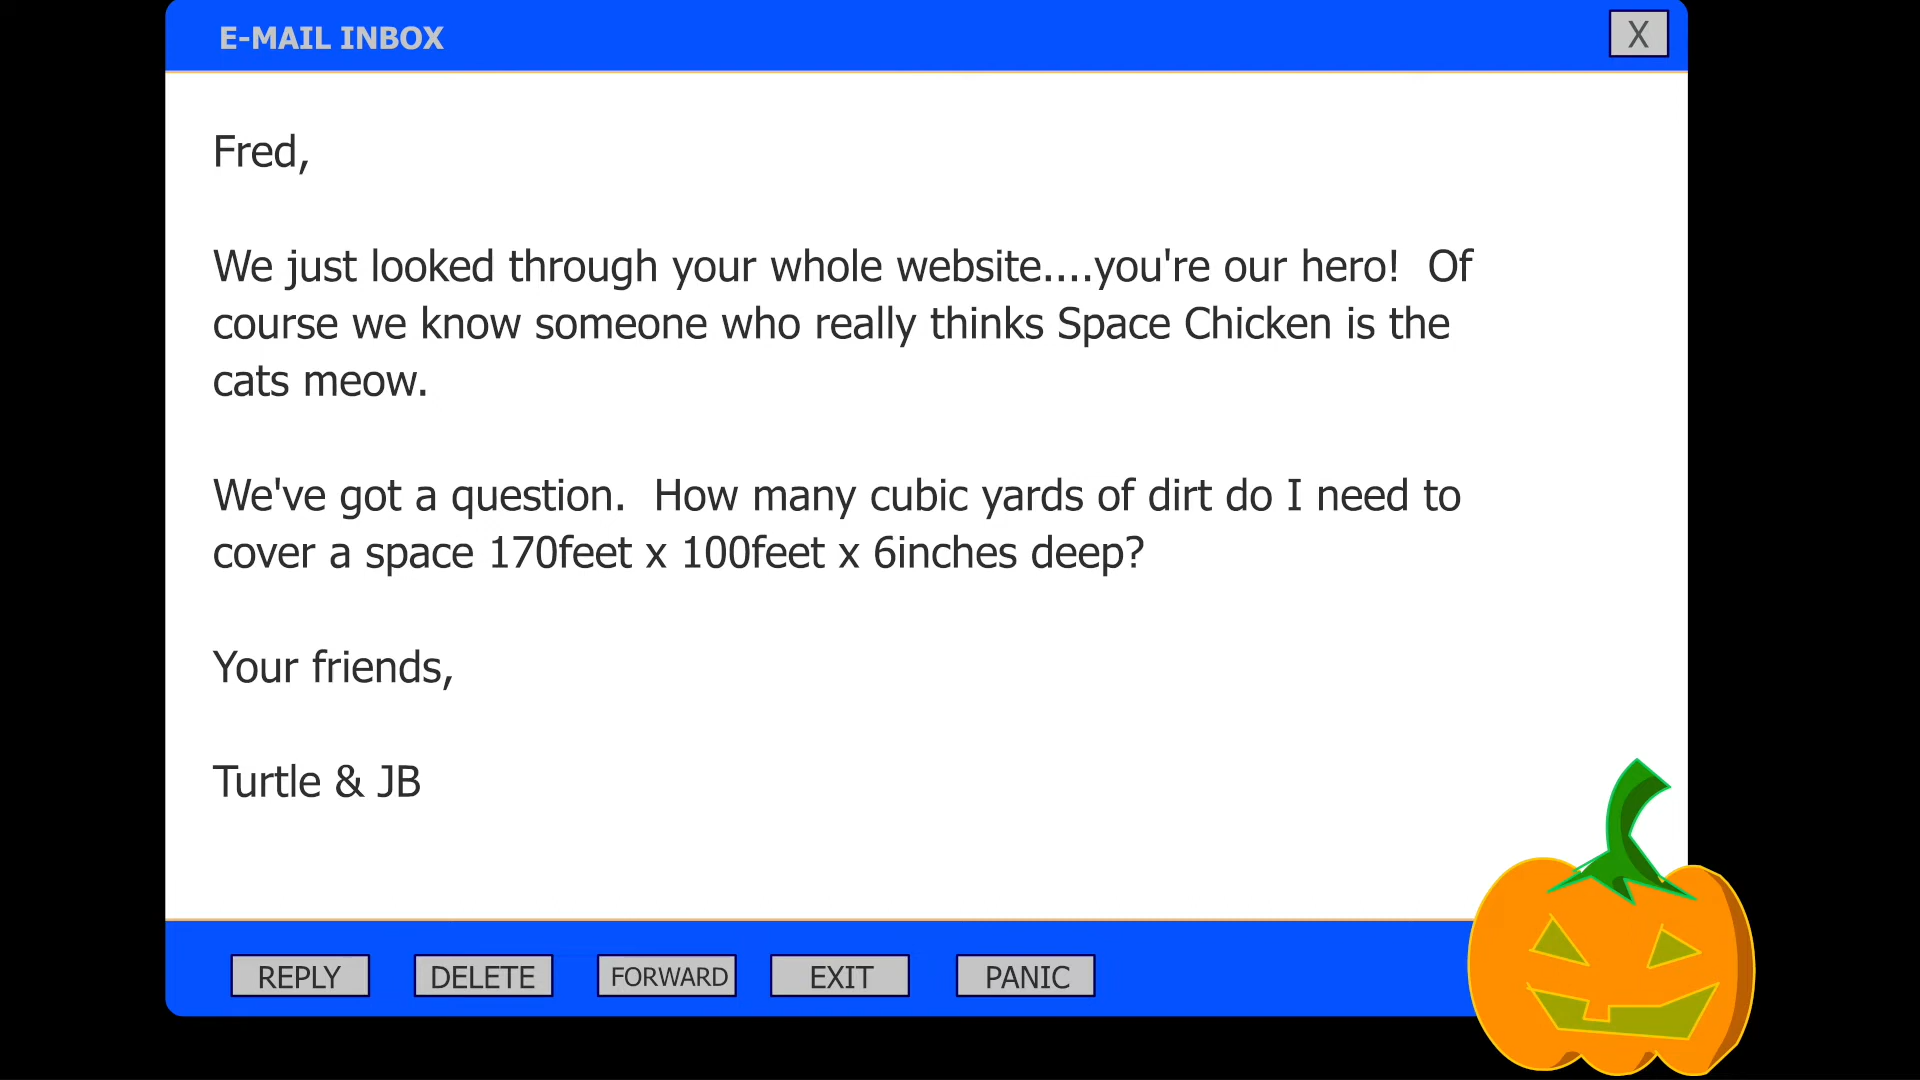 E-MAIL INBOX
X
Fred,
We just looked through your whole website....you're our hero!  Of
course we know someone who really thinks Space Chicken is the
cats meow.
We've got a question.  How many cubic yards of dirt do I need to
cover a space 170feet x 100feet x 6inches deep?
Your friends,
Turtle & JB
REPLY
DELETE
FORWARD
EXIT
PANIC